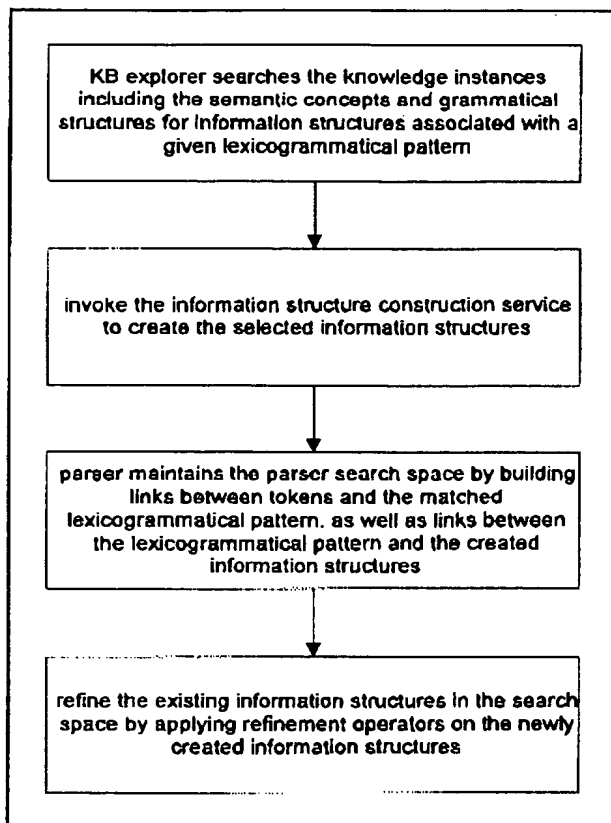 KB explorer searches the knowledge instances
including the semantic concepts and grammatical
structures for information structures associated with a
given lexicogrammatical pattern
invoke the information structure construction service
to create the selected information structures
parser maintains the parser search space by building
links between tokens and the matched
lexicogrammatical pattern, as well as links between
the lexicogrammatical pattern and the created
information structures
refine the existing information structures in the search
space by applying refinement operators on the newly
created information structures